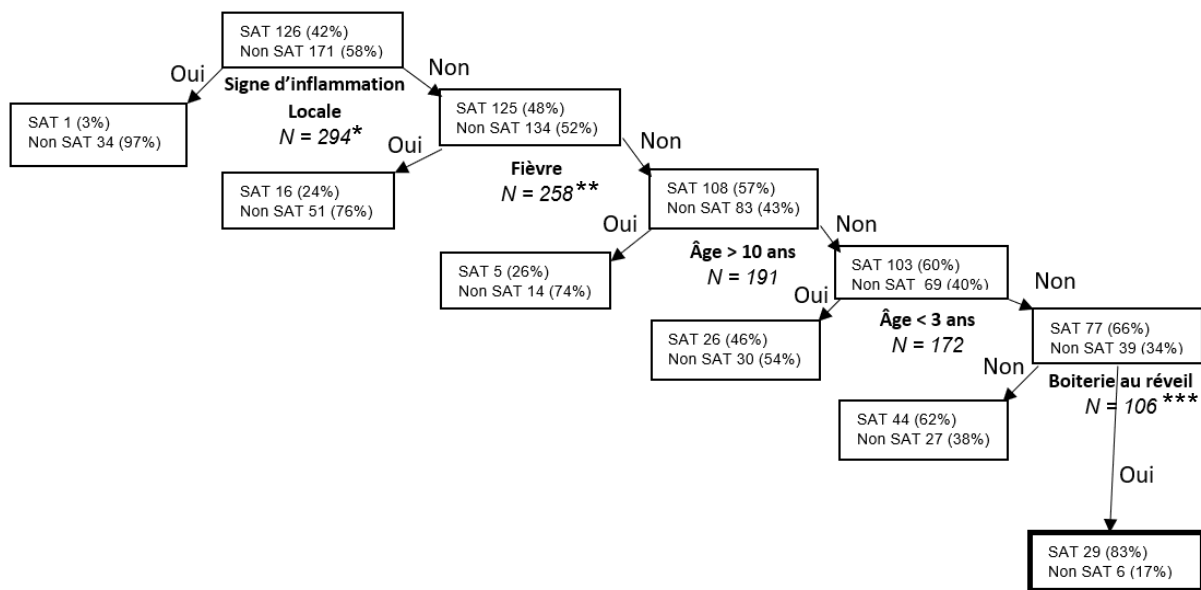 SAT 126 (42%)
Non SAT 171 (58%)
Oui
Non
Signe d’inflammation
Locale
N = 294*
SAT 1 (3%)
Non SAT 34 (97%)
SAT 125 (48%)
Non SAT 134 (52%)
Oui
Non
Fièvre
N = 258**
SAT 16 (24%)
Non SAT 51 (76%)
SAT 108 (57%)
Non SAT 83 (43%)
Oui
Non
Âge > 10 ans
N = 191
SAT 5 (26%)
Non SAT 14 (74%)
SAT 103 (60%)
Non SAT 69 (40%)
Oui
Non
Âge < 3 ans
N = 172
SAT 26 (46%)
Non SAT 30 (54%)
SAT 77 (66%)
Non SAT 39 (34%)
Non
Boiterie au réveil
N = 106 ***
SAT 44 (62%)
Non SAT 27 (38%)
Oui
SAT 29 (83%)
Non SAT 6 (17%)